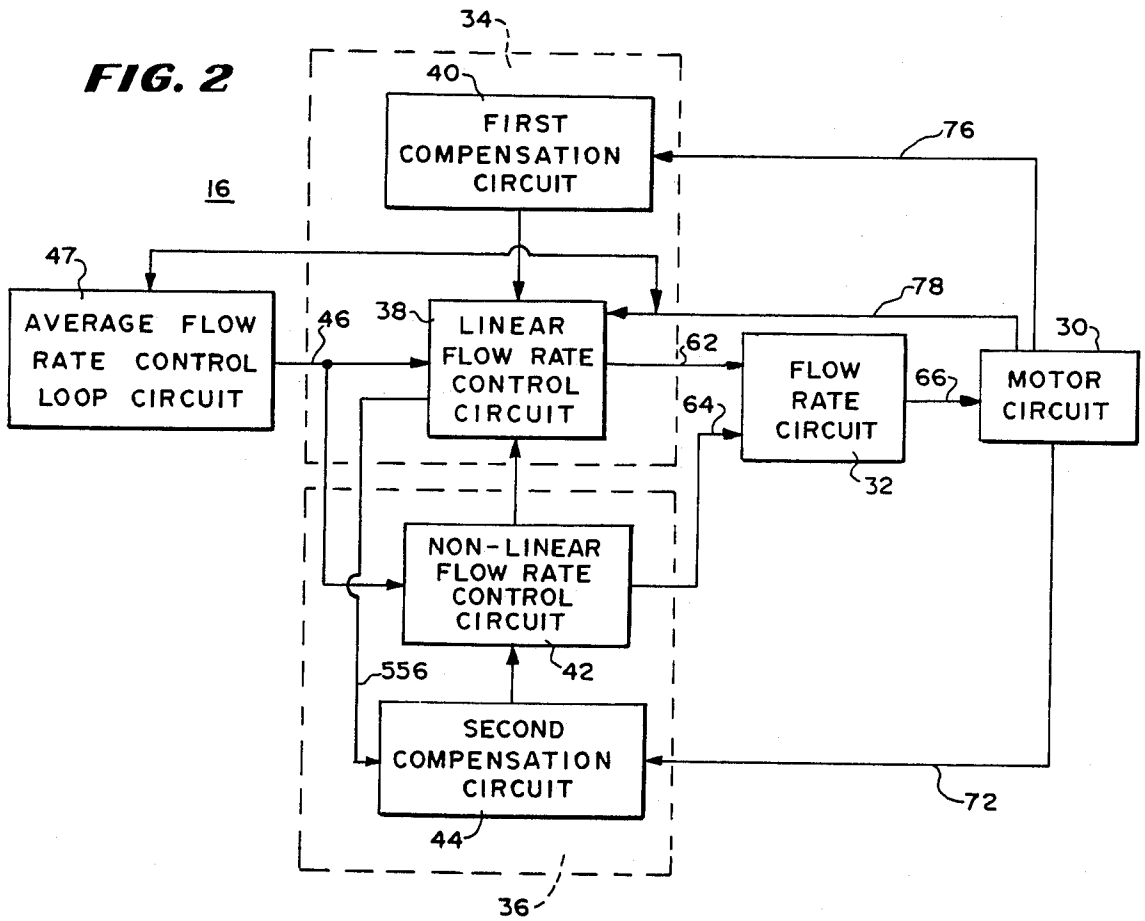 FIG. 2
34
40
FIRST
COMPENSATION
CIRCUIT
76
16
47
AVERAGE FLOW
RATE CONTROL
LOOP CIRCUIT
46
38
LINEAR
FLOW RATE
CONTROL
CIRCUIT
78
62
64
FLOW
RATE
CIRCUIT
32
66
30
MOTOR
CIRCUIT
NON-LINEAR
FLOW RATE
CONTROL
CIRCUIT
42
556
SECOND
COMPENSATION
CIRCUIT
44
72
36